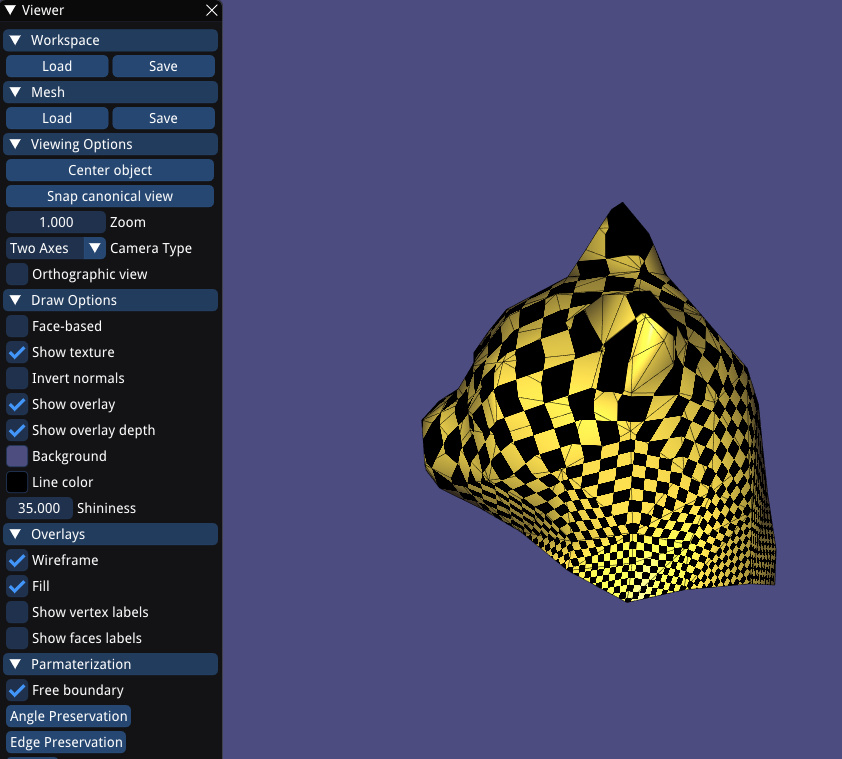 Viewer
Workspace
Load Save
Mesh
Load Save
Viewing Options
Center object
Snap canonical view
1.000 Zoom
Two Axes Camera Type
Orthographic view
Draw Options
Face-based
Show texture
Invert normals
Show overlay
Show overlay depth
Background
Line color
35.000 Shininess
Overlays
Wireframe
Fill
Show vertex labels
Show faces labels
Parmaterization
Free boundary
Angle Preservation
Edge Preservation